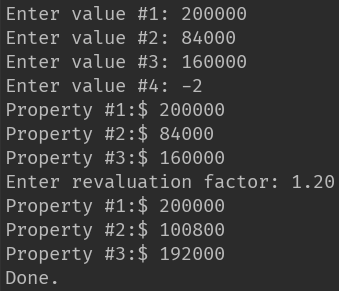 Enter value #1: 200000
Enter value #2: 84000
Enter value #3: 160000
Enter value #4: -2
Property #1:$ 200000
Property #2:$ 84000
Property #3:$ 160000
Enter revaluation factor: 1.20
Property #1:$ 200000
Property #2:$ 100800
Property #3:$ 192000
Done.